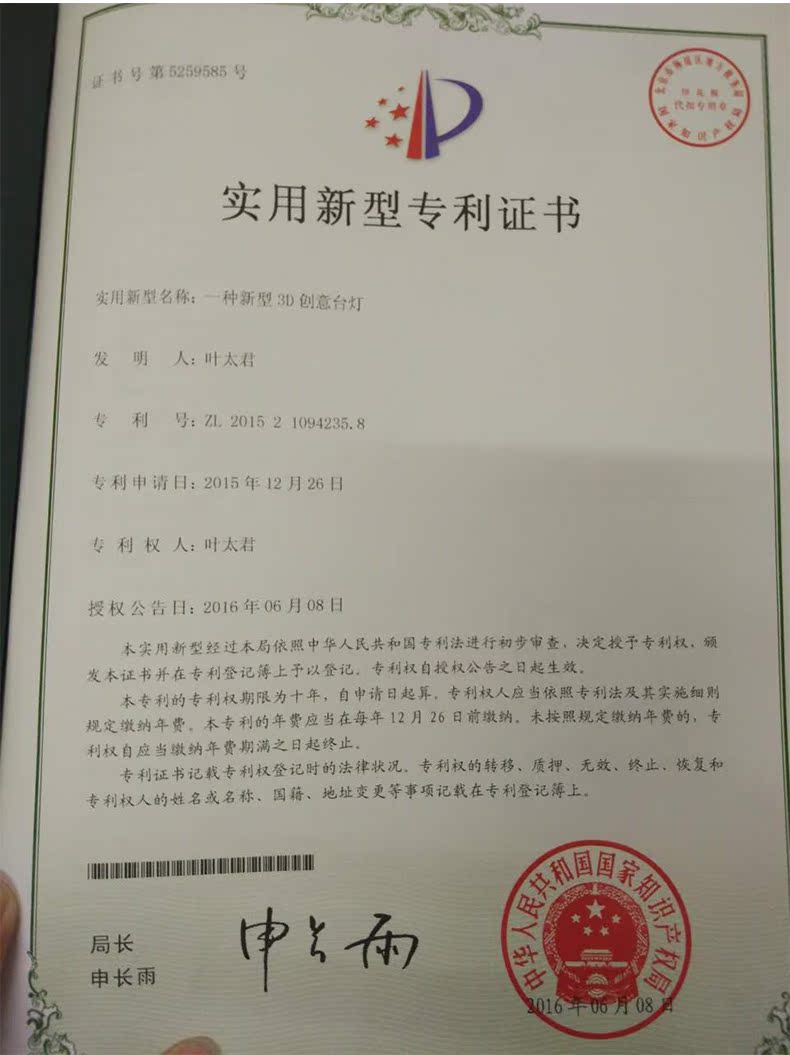 证书号第5259585号
实用新型专利证书
实用新型名称：一种新型3D创意台灯
发明人：叶太君
专利号：ZL 2015 2 1094235.8
专利申请日：2015年12月26日
专利权人：叶太君
授权公告日：2016年06月08日
本实用新型经过本局依照中华人民共和国专利法进行初步审查，决定授予专利权，颁
发本证书并在专利登记簿上予以登记。专利权自授权公告之日起生效。
本专利的专利权期限为十年，自申请日起算。专利权人应当依照专利法及其实施细则
规定缴纳年费。本专利的年费应当在每年12月26日前缴纳。未按照规定缴纳年费的，专
利权自应当缴纳年费期满之日起终止。
专利证书记载专利权登记时的法律状况。专利权的转移、质押、无效、终止、恢复和
专利权人的姓名或名称、国籍、地址变更等事项记载在专利登记簿上。
局长
申长雨
申长雨
中华人民共和国国家知识产权局
2016年06月08日
国家知识产权局
代扣专用章